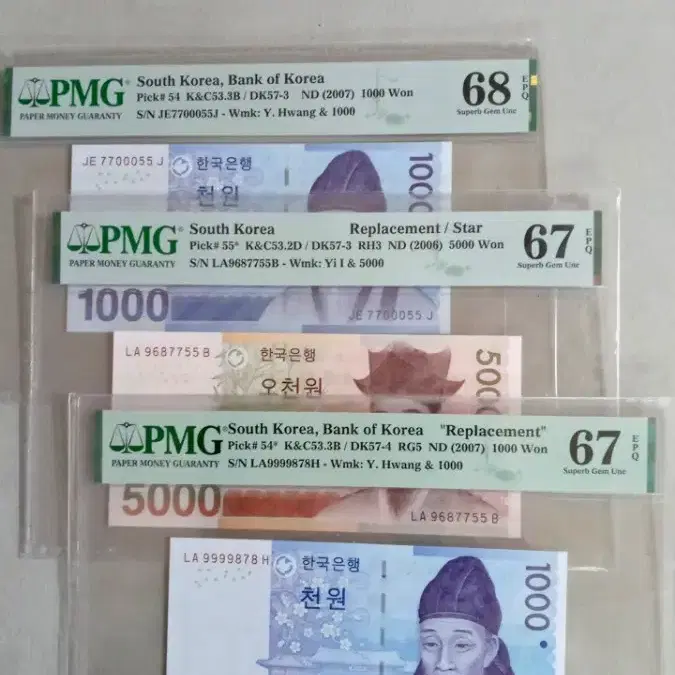 PMG
PAPER MONEY GUARANTY
South Korea, Bank of Korea
Pick# 54 K&C53.3B / DK57-3 ND (2007) 1000 Won
S/N JE7700055J - Wmk: Y. Hwang & 1000
68 EPQ
Superb Gem Unc
JE 7700055 J
한국은행
천원
1000
PMG
PAPER MONEY GUARANTY
South Korea Replacement / Star
Pick# 55* K&C53.2D / DK57-3 RH3 ND (2006) 5000 Won
S/N LA9687755B - Wmk: Yi I & 5000
67 EPQ
Superb Gem Unc
1000
JE 7700055 J
LA 9687755 B
한국은행
오천원
5000
PMG
PAPER MONEY GUARANTY
South Korea, Bank of Korea "Replacement"
Pick# 54* K&C53.3B / DK57-4 RG5 ND (2007) 1000 Won
S/N LA9999878H - Wmk: Y. Hwang & 1000
67 EPQ
Superb Gem Unc
5000
LA 9687755 B
LA 9999878 H
한국은행
천원
1000